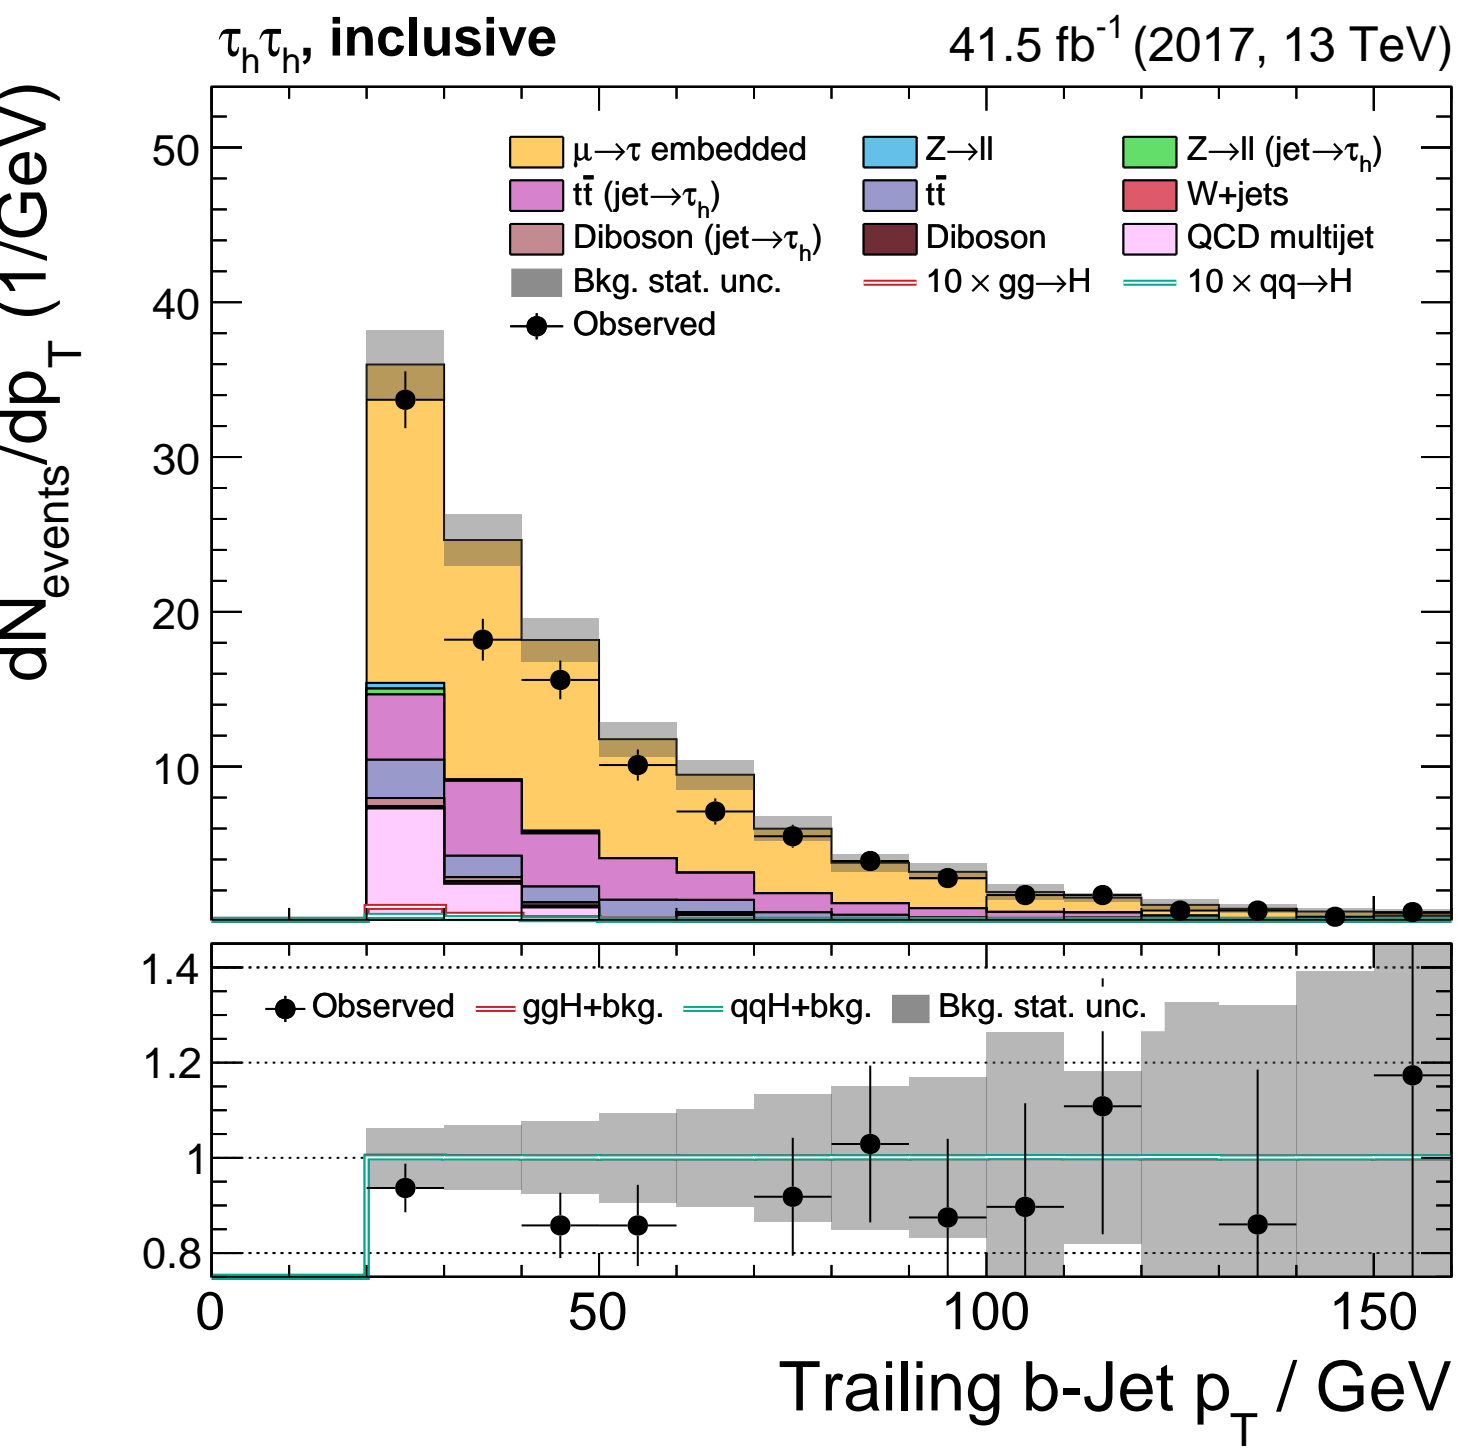 τhτh, inclusive 41.5 fb-1 (2017, 13 TeV)
dNevents/dpT (1/GeV)
50
40
30
20
10
μ→τ embedded Z→ll Z→ll (jet→τh)
tt̄ (jet→τh) tt̄ W+jets
Diboson (jet→τh) Diboson QCD multijet
Bkg. stat. unc. 10 × gg→H 10 × qq→H
Observed
1.4
1.2
1
0.8
Observed ggH+bkg. qqH+bkg. Bkg. stat. unc.
0 50 100 150
Trailing b-Jet pT / GeV